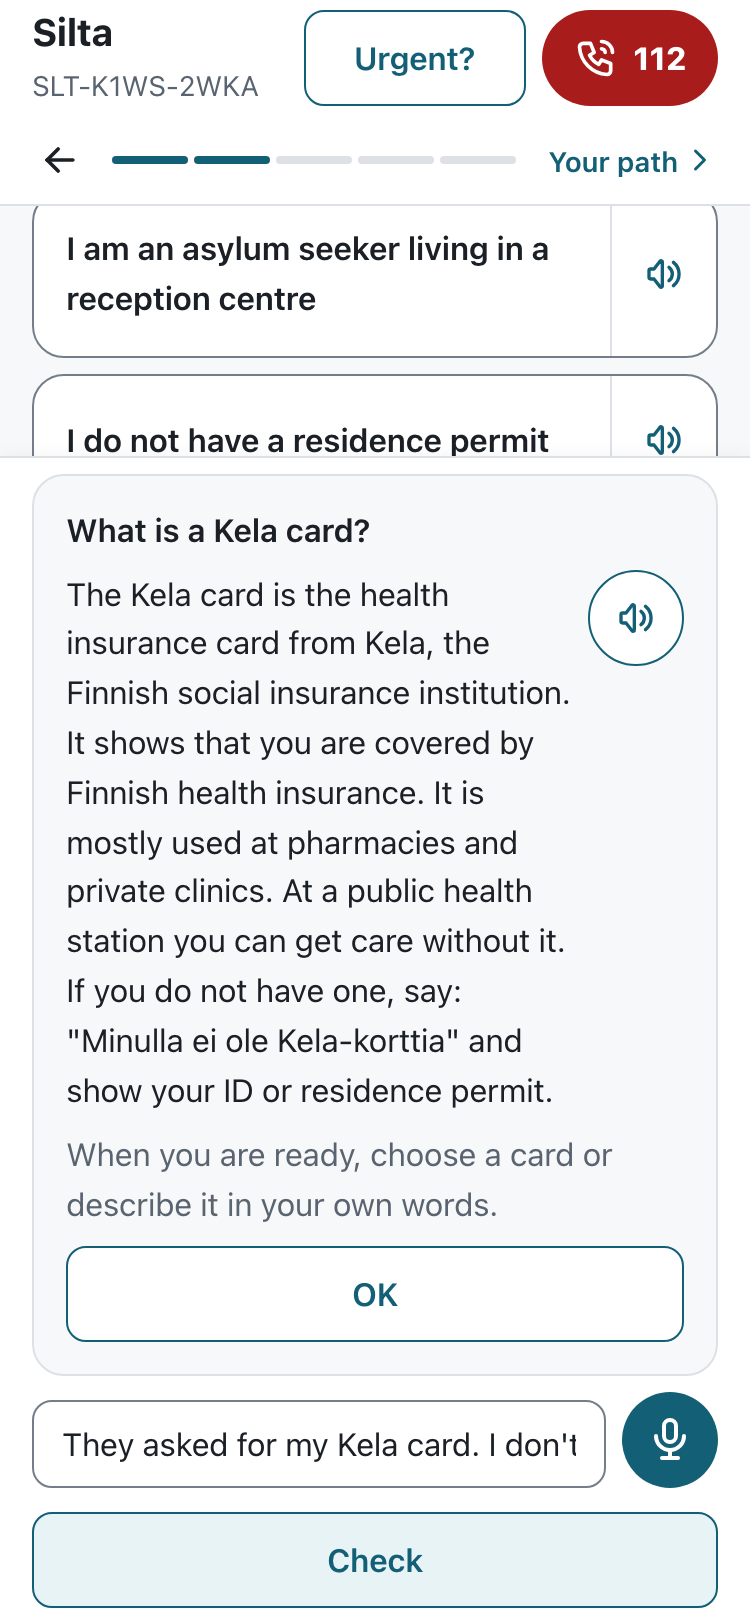 Silta
SLT-K1WS-2WKA
Urgent?
112
Your path
I am an asylum seeker living in a
reception centre
I do not have a residence permit
What is a Kela card?
The Kela card is the health
insurance card from Kela, the
Finnish social insurance institution.
It shows that you are covered by
Finnish health insurance. It is
mostly used at pharmacies and
private clinics. At a public health
station you can get care without it.
If you do not have one, say:
"Minulla ei ole Kela-korttia" and
show your ID or residence permit.
When you are ready, choose a card or
describe it in your own words.
OK
They asked for my Kela card. I don't
Check